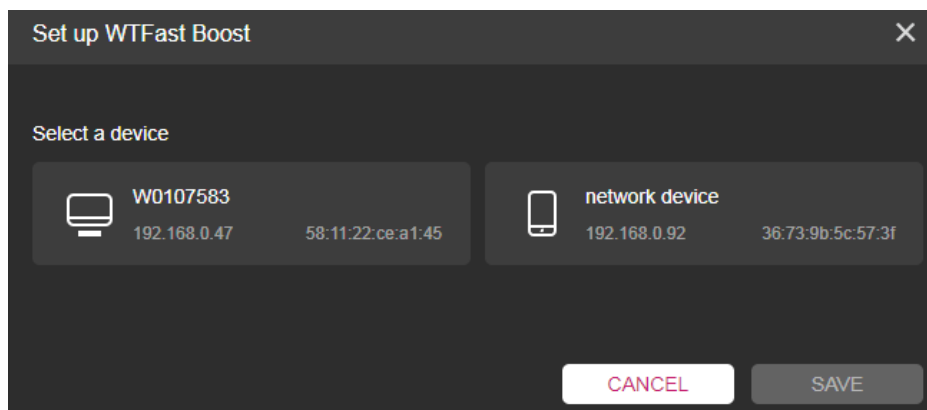 Set up WTFast Boost
Select a device
W0107583
192.168.0.47 58:11:22:ce:a1:45
network device
192.168.0.92 36:73:9b:5c:57:3f
CANCEL SAVE